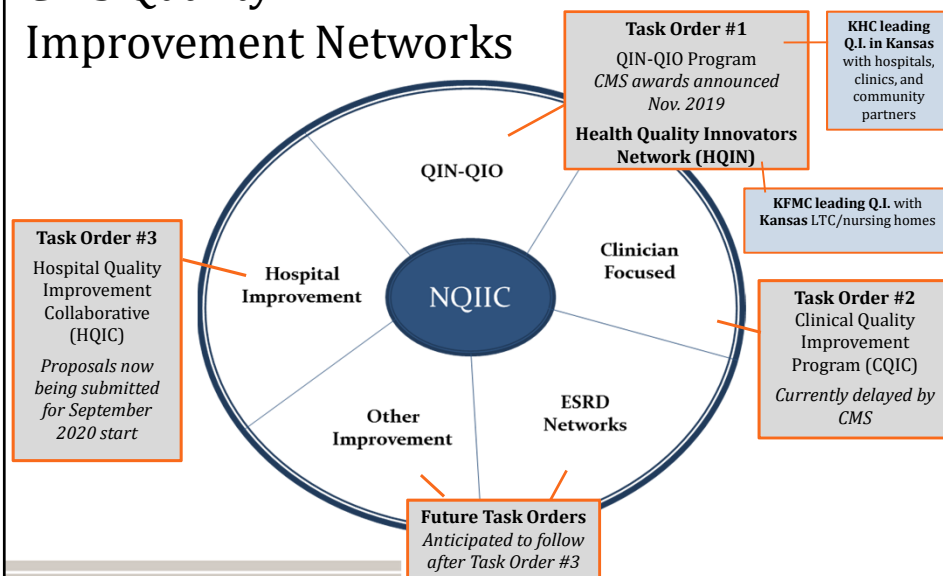 Improvement Networks
Task Order #1
QIN-QIO Program
CMS awards announced
Nov. 2019
Health Quality Innovators
Network (HQIN)
KHC leading
Q.I. in Kansas
with hospitals,
clinics, and
community
partners
KFMC leading Q.I. with
Kansas LTC/nursing homes
QIN-QIO
Clinician
Focused
Hospital
Improvement
NQIIC
ESRD
Networks
Other
Improvement
Task Order #3
Hospital Quality
Improvement
Collaborative
(HQIC)
Proposals now
being submitted
for September
2020 start
Task Order #2
Clinical Quality
Improvement
Program (CQIC)
Currently delayed by
CMS
Future Task Orders
Anticipated to follow
after Task Order #3